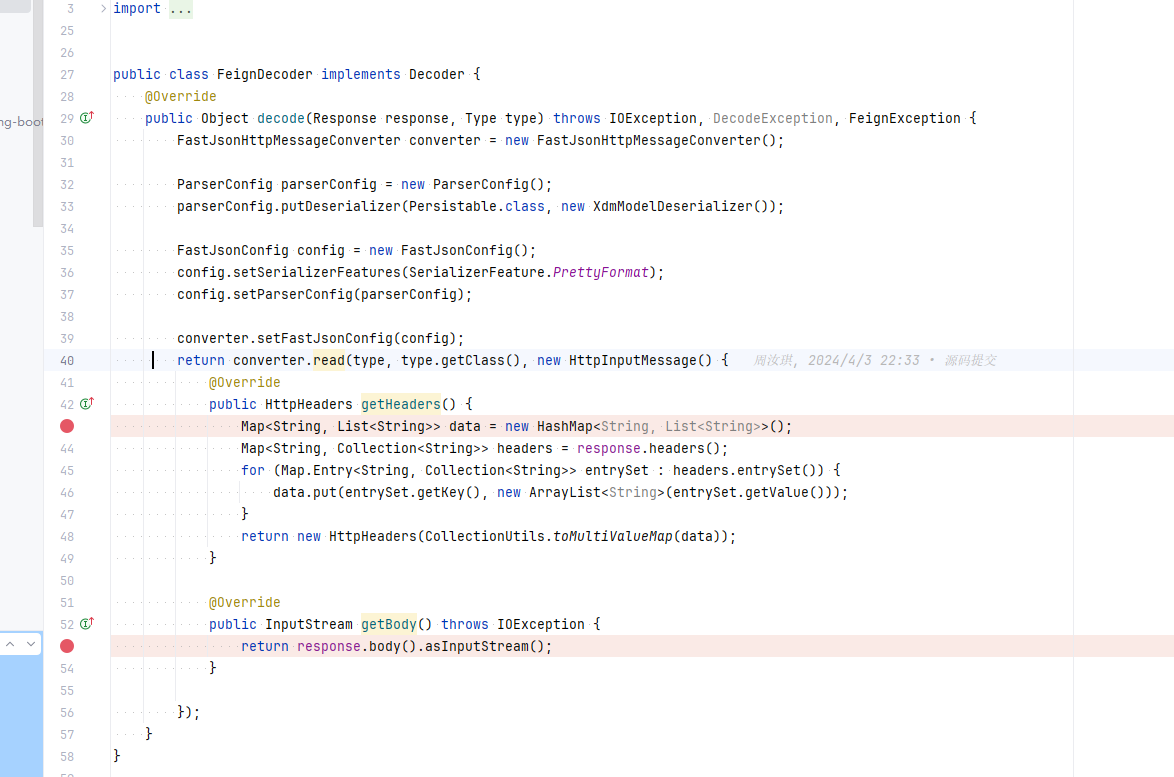 3 import ...
25
26
27 public class FeignDecoder implements Decoder {
28 @Override
29 public Object decode(Response response, Type type) throws IOException, DecodeException, FeignException {
30 FastJsonHttpMessageConverter converter = new FastJsonHttpMessageConverter();
31
32 ParserConfig parserConfig = new ParserConfig();
33 parserConfig.putDeserializer(Persistable.class, new XdmModelDeserializer());
34
35 FastJsonConfig config = new FastJsonConfig();
36 config.setSerializerFeatures(SerializerFeature.PrettyFormat);
37 config.setParserConfig(parserConfig);
38
39 converter.setFastJsonConfig(config);
40 return converter.read(type, type.getClass(), new HttpInputMessage() { 周汝琪, 2024/4/3 22:33 • 源码提交
41 @Override
42 public HttpHeaders getHeaders() {
Map<String, List<String>> data = new HashMap<String, List<String>>();
44 Map<String, Collection<String>> headers = response.headers();
45 for (Map.Entry<String, Collection<String>> entrySet : headers.entrySet()) {
46 data.put(entrySet.getKey(), new ArrayList<String>(entrySet.getValue()));
47 }
48 return new HttpHeaders(CollectionUtils.toMultiValueMap(data));
49 }
50
51 @Override
52 public InputStream getBody() throws IOException {
return response.body().asInputStream();
54 }
55
56 });
57 }
58 }
ng-boot